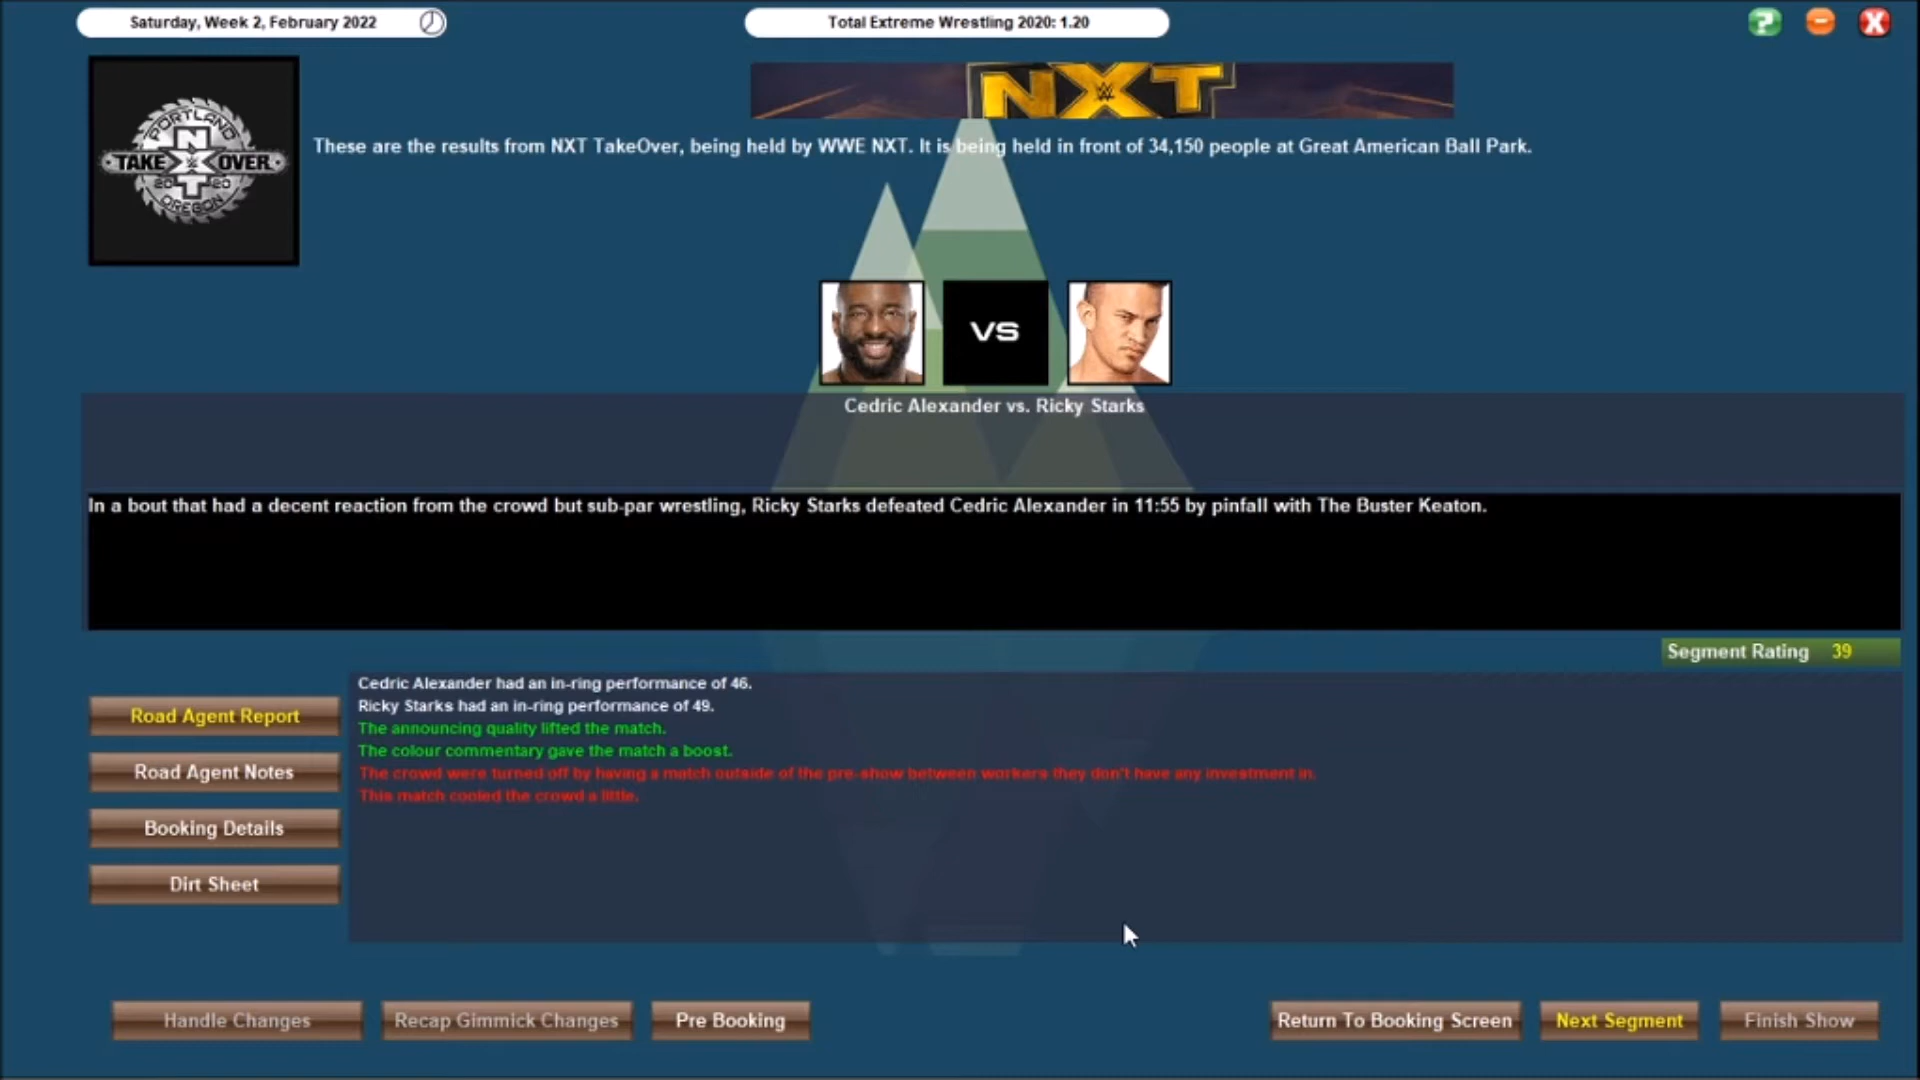 Saturday, Week 2, February 2022
Total Extreme Wrestling 2020: 1.20
?
X
NXT
PORTLAND
N
TAKE X OVER
20 20
T
OREGON
These are the results from NXT TakeOver, being held by WWE NXT. It is being held in front of 34,150 people at Great American Ball Park.
VS
Cedric Alexander vs. Ricky Starks
In a bout that had a decent reaction from the crowd but sub-par wrestling, Ricky Starks defeated Cedric Alexander in 11:55 by pinfall with The Buster Keaton.
Segment Rating 39
Cedric Alexander had an in-ring performance of 46.
Ricky Starks had an in-ring performance of 49.
The announcing quality lifted the match.
The colour commentary gave the match a boost.
The crowd were turned off by having a match outside of the pre-show between workers they don't have any investment in.
This match cooled the crowd a little.
Road Agent Report
Road Agent Notes
Booking Details
Dirt Sheet
Handle Changes
Recap Gimmick Changes
Pre Booking
Return To Booking Screen
Next Segment
Finish Show